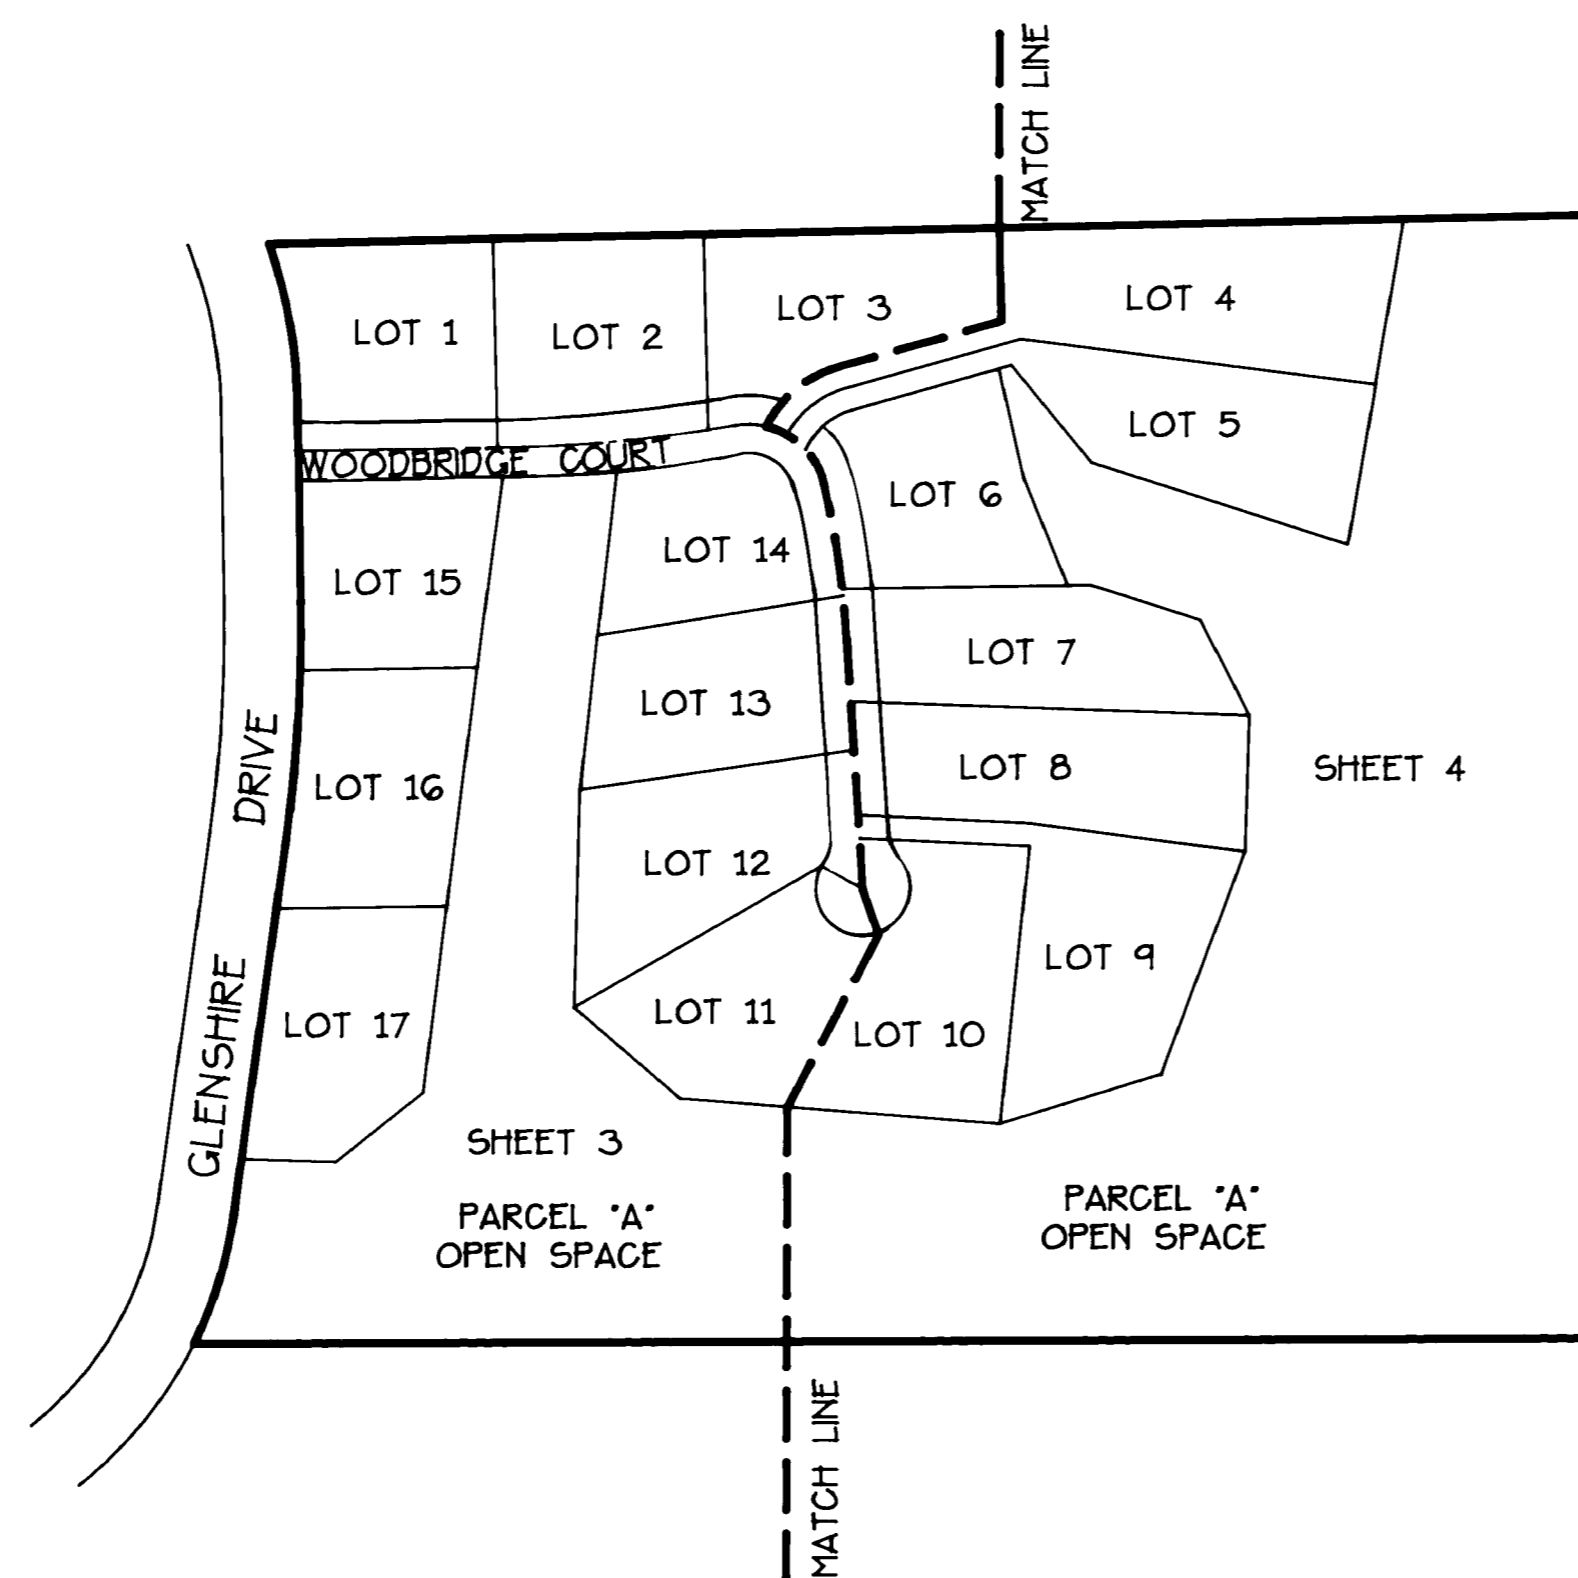 MATCH LINE
LOT 1
LOT 2
LOT 3
LOT 4
LOT 5
WOODBRIDGE COURT
LOT 6
LOT 14
LOT 15
LOT 7
LOT 13
LOT 8
SHEET 4
LOT 16
GLENSHIRE DRIVE
LOT 12
LOT 9
LOT 11
LOT 10
LOT 17
SHEET 3
PARCEL "A"
OPEN SPACE
PARCEL "A"
OPEN SPACE
MATCH LINE